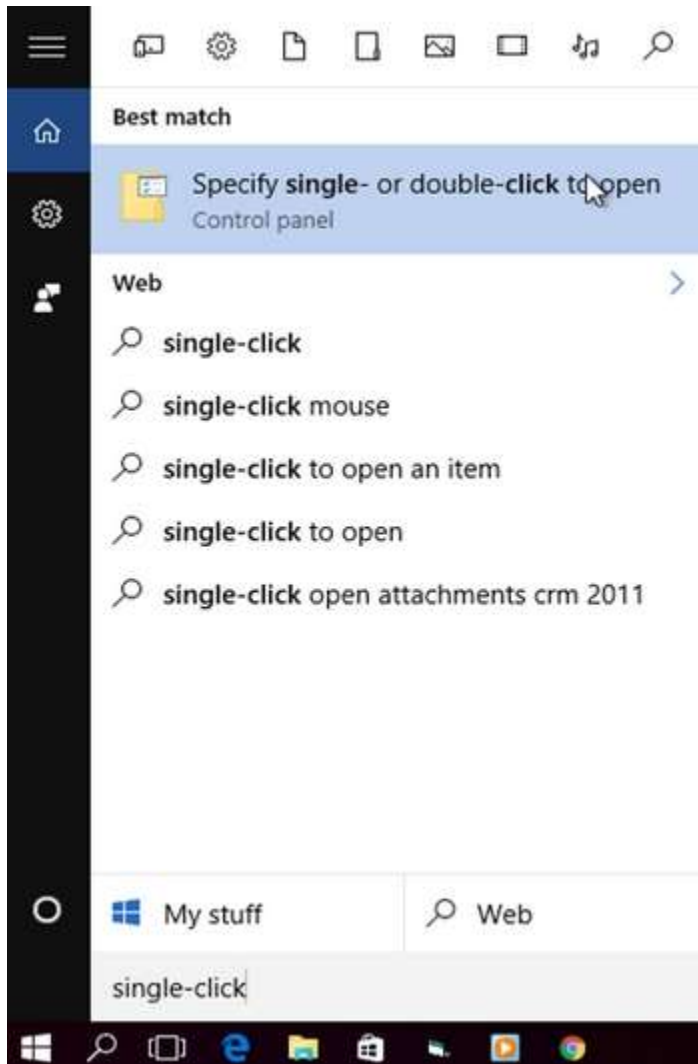 Best match
Specify single- or double-click to open
Control panel
Web
single-click
single-click mouse
single-click to open an item
single-click to open
single-click open attachments crm 2011
My stuff
Web
single-click